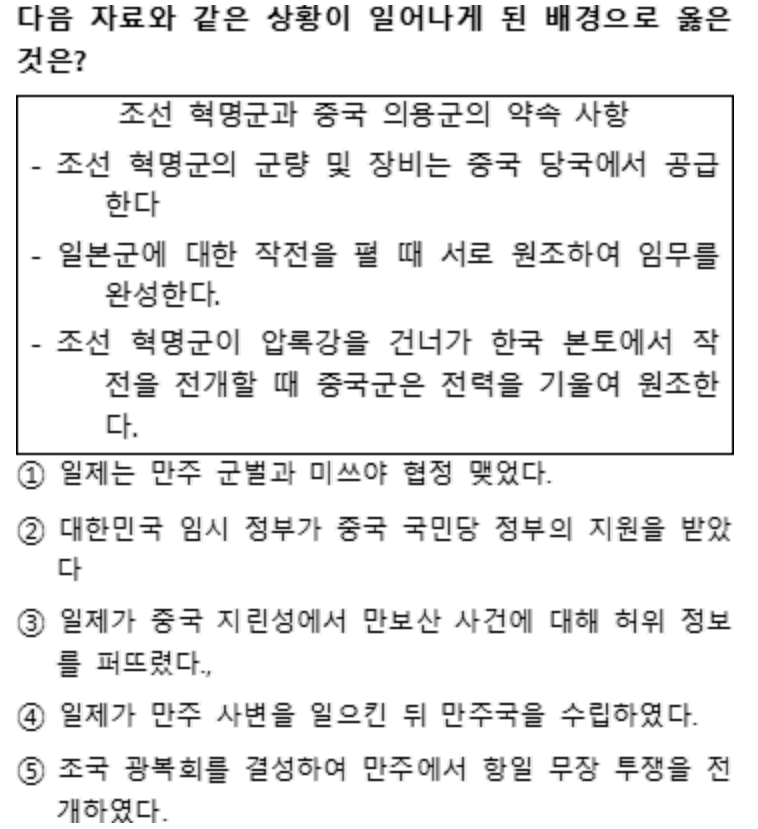 다음 자료와 같은 상황이 일어나게 된 배경으로 옳은
것은?
조선 혁명군과 중국 의용군의 약속 사항
- 조선 혁명군의 군량 및 장비는 중국 당국에서 공급
한다
- 일본군에 대한 작전을 펼 때 서로 원조하여 임무를
완성한다.
- 조선 혁명군이 압록강을 건너가 한국 본토에서 작
전을 전개할 때 중국군은 전력을 기울여 원조한
다.
① 일제는 만주 군벌과 미쓰야 협정 맺었다.
② 대한민국 임시 정부가 중국 국민당 정부의 지원을 받았
다
③ 일제가 중국 지린성에서 만보산 사건에 대해 허위 정보
를 퍼뜨렸다.,
④ 일제가 만주 사변을 일으킨 뒤 만주국을 수립하였다.
⑤ 조국 광복회를 결성하여 만주에서 항일 무장 투쟁을 전
개하였다.